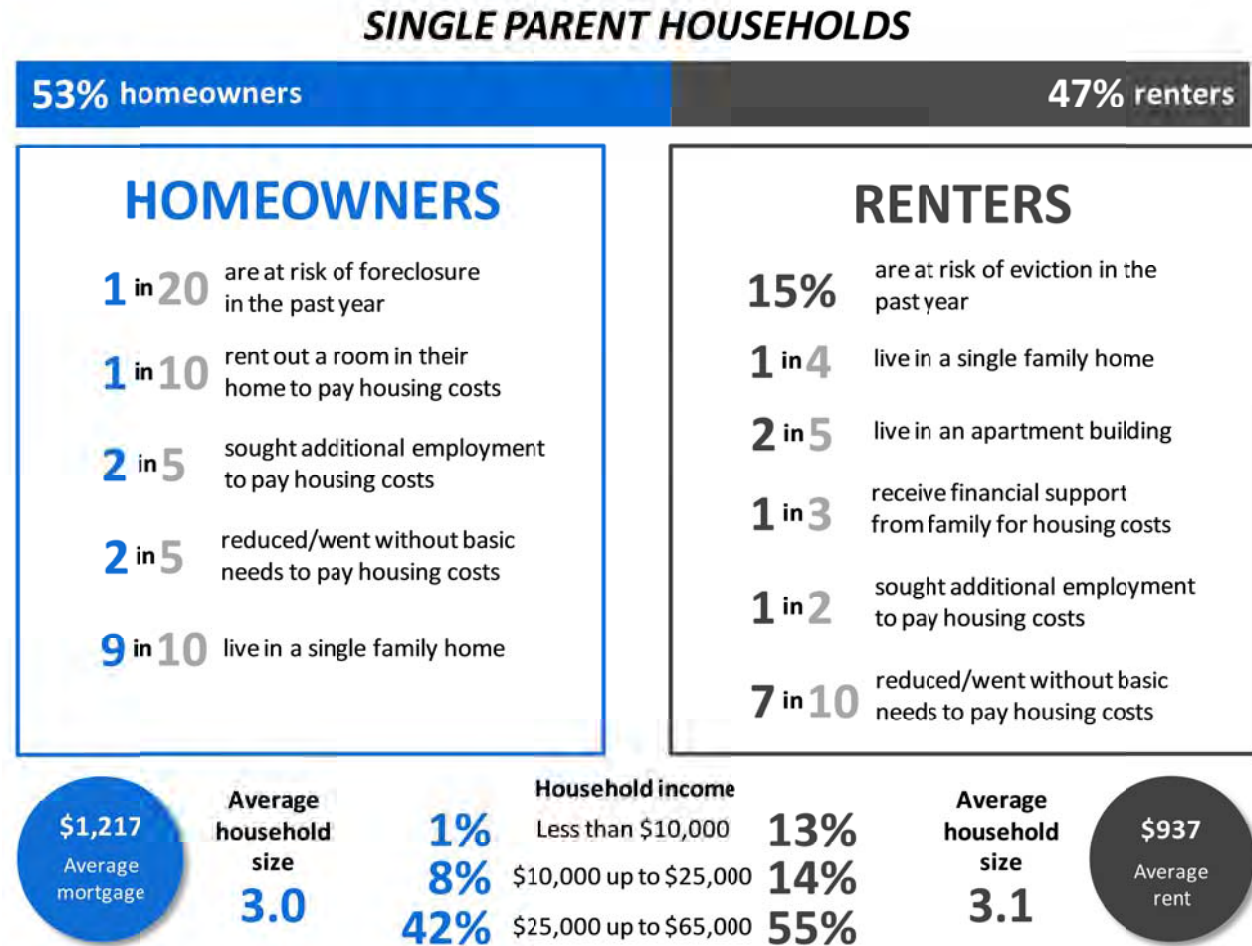 SINGLE PARENT HOUSEHOLDS
53% homeowners
47% renters
HOMEOWNERS
1 in 20 are at risk of foreclosure
in the past year
1 in 10 rent out a room in their
home to pay housing costs
2 in 5 sought additional employment
to pay housing costs
2 in 5 reduced/went without basic
needs to pay housing costs
9 in 10 live in a single family home
RENTERS
15% are at risk of eviction in the
past year
1 in 4 live in a single family home
2 in 5 live in an apartment building
1 in 3 receive financial support
from family for housing costs
1 in 2 sought additional employment
to pay housing costs
7 in 10 reduced/went without basic
needs to pay housing costs
$1,217
Average
mortgage
Average
household
size
3.0
Household income
1% Less than $10,000 13%
8% $10,000 up to $25,000 14%
42% $25,000 up to $65,000 55%
Average
household
size
3.1
$937
Average
rent